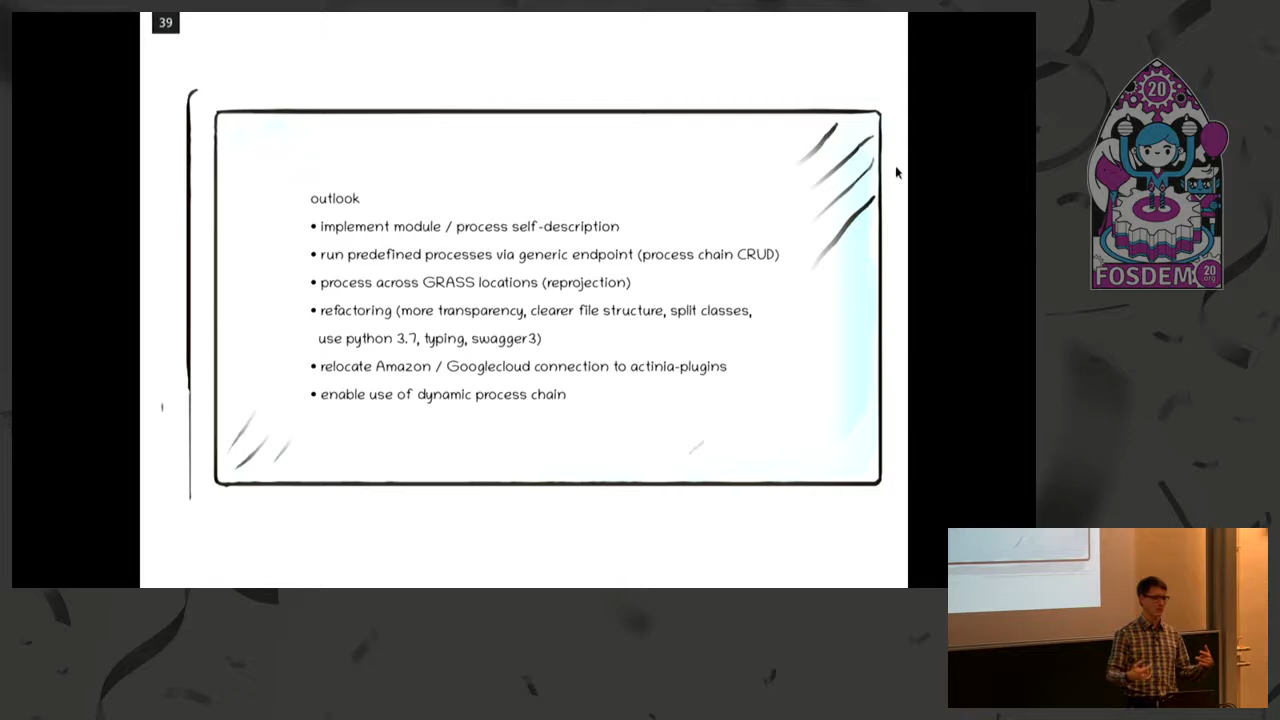 39
outlook
• implement module / process self-description
• run predefined processes via generic endpoint (process chain CRUD)
• process across GRASS locations (reprojection)
• refactoring (more transparency, clearer file structure, split classes,
use python 3.7, typing, swagger3)
• relocate Amazon / Googlecloud connection to actinia-plugins
• enable use of dynamic process chain
20
FOSDEM
20
.org